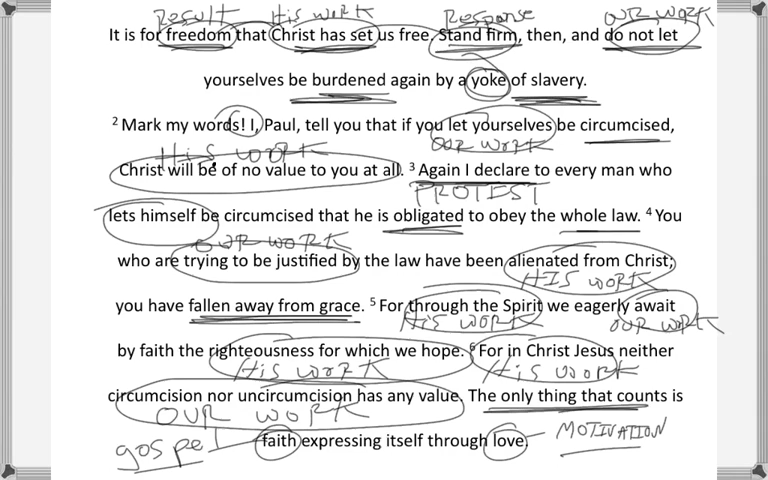 Result His work Response OUR WORK
It is for freedom that Christ has set us free. Stand firm, then, and do not let
yourselves be burdened again by a yoke of slavery.
2 Mark my words! I, Paul, tell you that if you let yourselves be circumcised,
HIS WORK OUR WORK
Christ will be of no value to you at all. 3 Again I declare to every man who
PROTEST
lets himself be circumcised that he is obligated to obey the whole law. 4 You
OUR WORK
who are trying to be justified by the law have been alienated from Christ;
HIS WORK
you have fallen away from grace. 5 For through the Spirit we eagerly await
His WORK OUR WORK
by faith the righteousness for which we hope. 6 For in Christ Jesus neither
His WORK His WORK
circumcision nor uncircumcision has any value. The only thing that counts is
OUR WORK
faith expressing itself through love.
gospel MOTIVATION